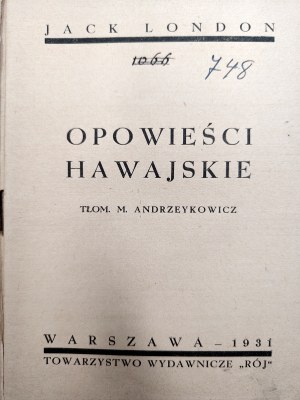 JACK LONDON
1066
748
OPOWIEŚCI
HAWAJSKIE
TŁOM. M. ANDRZEYKOWICZ
WARSZAWA – 1931
TOWARZYSTWO WYDAWNICZE „RÓJ”